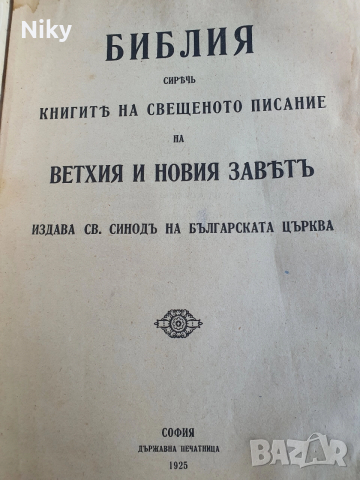 Niky
БИБЛИЯ
СИРѢЧЬ
КНИГИТѢ НА СВЕЩЕНОТО ПИСАНИЕ
НА
ВЕТХИЯ И НОВИЯ ЗАВѢТЪ
ИЗДАВА СВ. СИНОДЪ НА БЪЛГАРСКАТА ЦЪРКВА
СОФИЯ
ДЪРЖАВНА ПЕЧАТНИЦА
1925
BAZAR